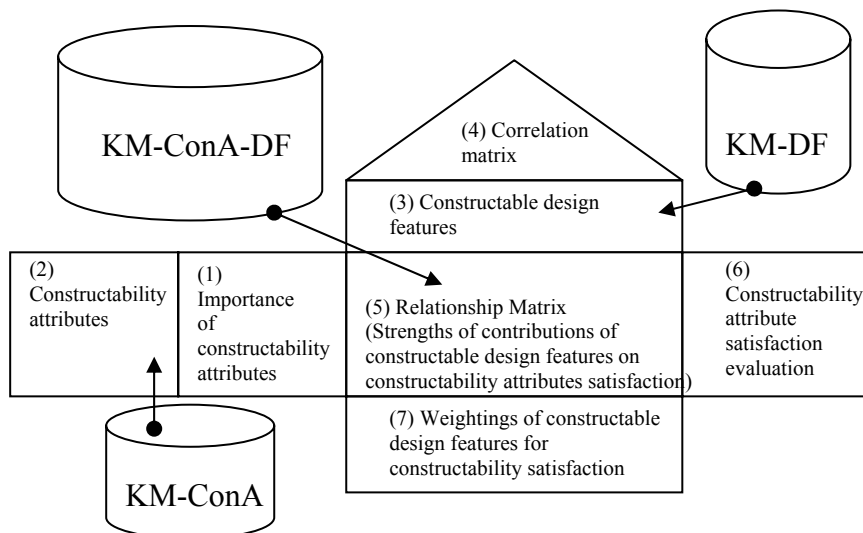 KM-ConA-DF
KM-DF
(4) Correlation
matrix
(3) Constructable design
features
(2)
Constructability
attributes
(1)
Importance
of
constructability
attributes
(5) Relationship Matrix
(Strengths of contributions of
constructable design features on
constructability attributes satisfaction)
(6)
Constructability
attribute
satisfaction
evaluation
(7) Weightings of constructable
design features for
constructability satisfaction
KM-ConA